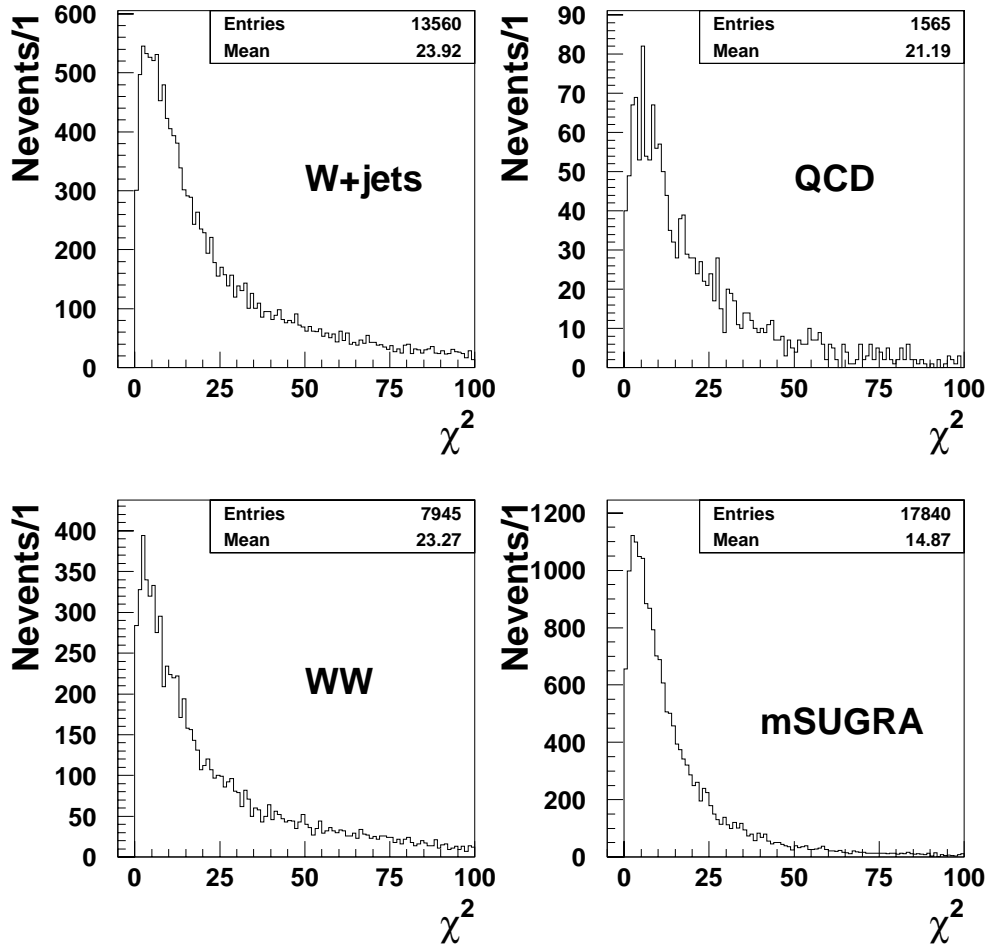 Nevents/1
600
500
400
300
200
100
0
Entries 13560
Mean 23.92
W+jets
0 25 50 75 100
χ2
Nevents/1
90
80
70
60
50
40
30
20
10
0
Entries 1565
Mean 21.19
QCD
0 25 50 75 100
χ2
Nevents/1
400
350
300
250
200
150
100
50
0
Entries 7945
Mean 23.27
WW
0 25 50 75 100
χ2
Nevents/1
1200
1000
800
600
400
200
0
Entries 17840
Mean 14.87
mSUGRA
0 25 50 75 100
χ2